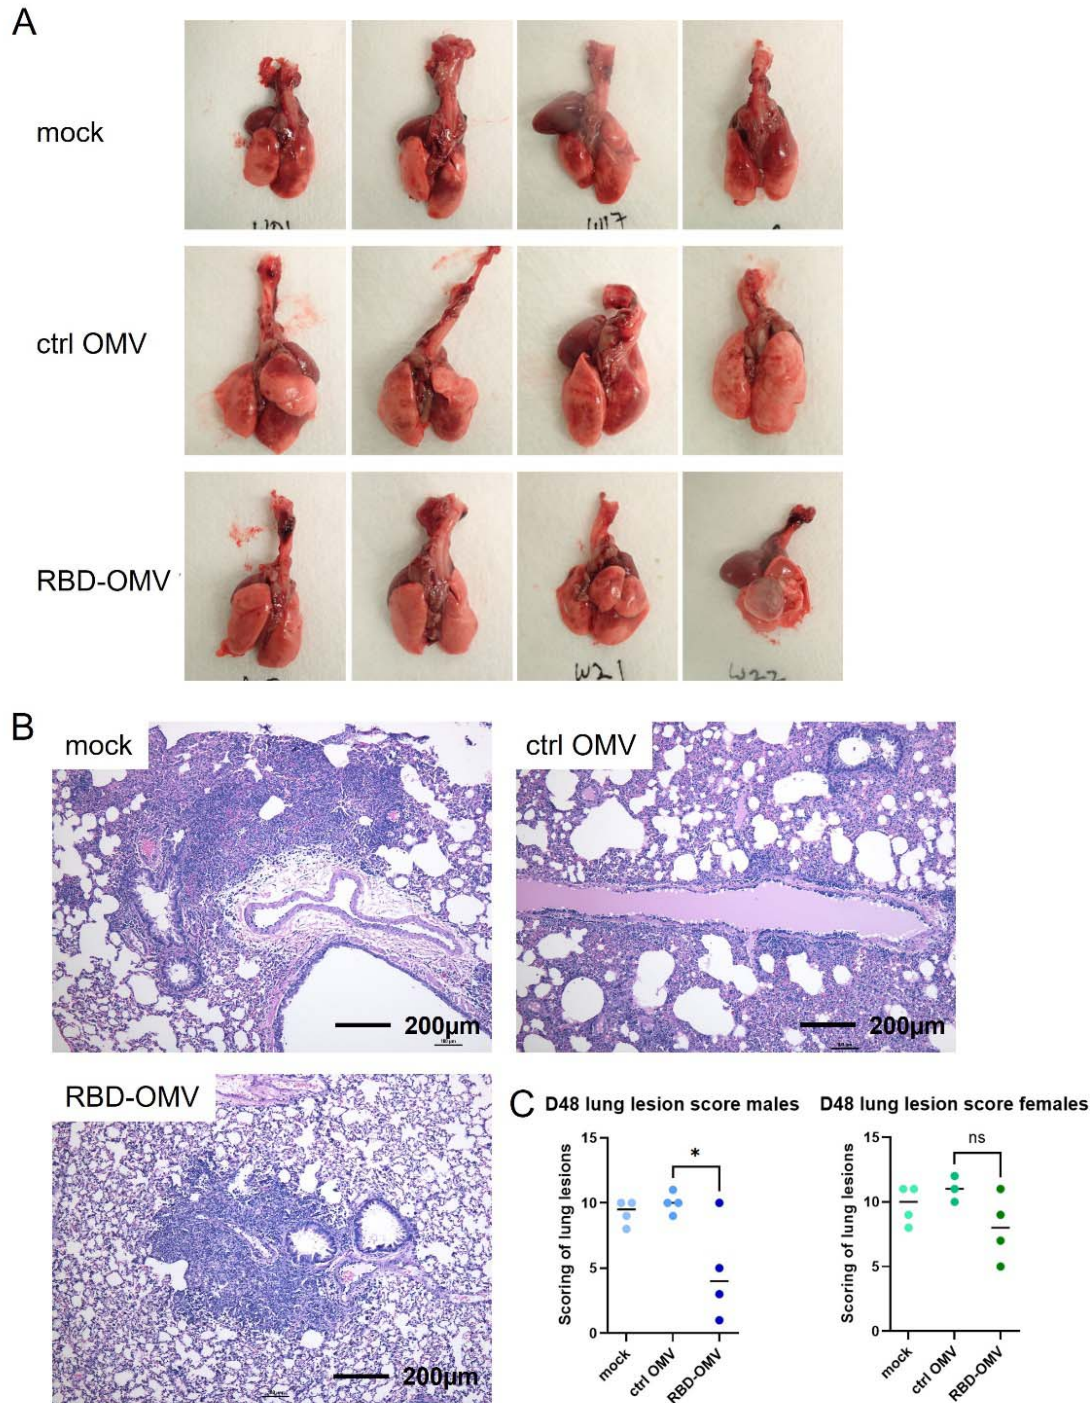 A
mock
ctrl OMV
RBD-OMV
W21
W22
B
mock
200µm
ctrl OMV
200µm
RBD-OMV
200µm
C
D48 lung lesion score males
Scoring of lung lesions
15
10
5
0
*
mock
ctrl OMV
RBD-OMV
D48 lung lesion score females
Scoring of lung lesions
15
10
5
0
ns
mock
ctrl OMV
RBD-OMV